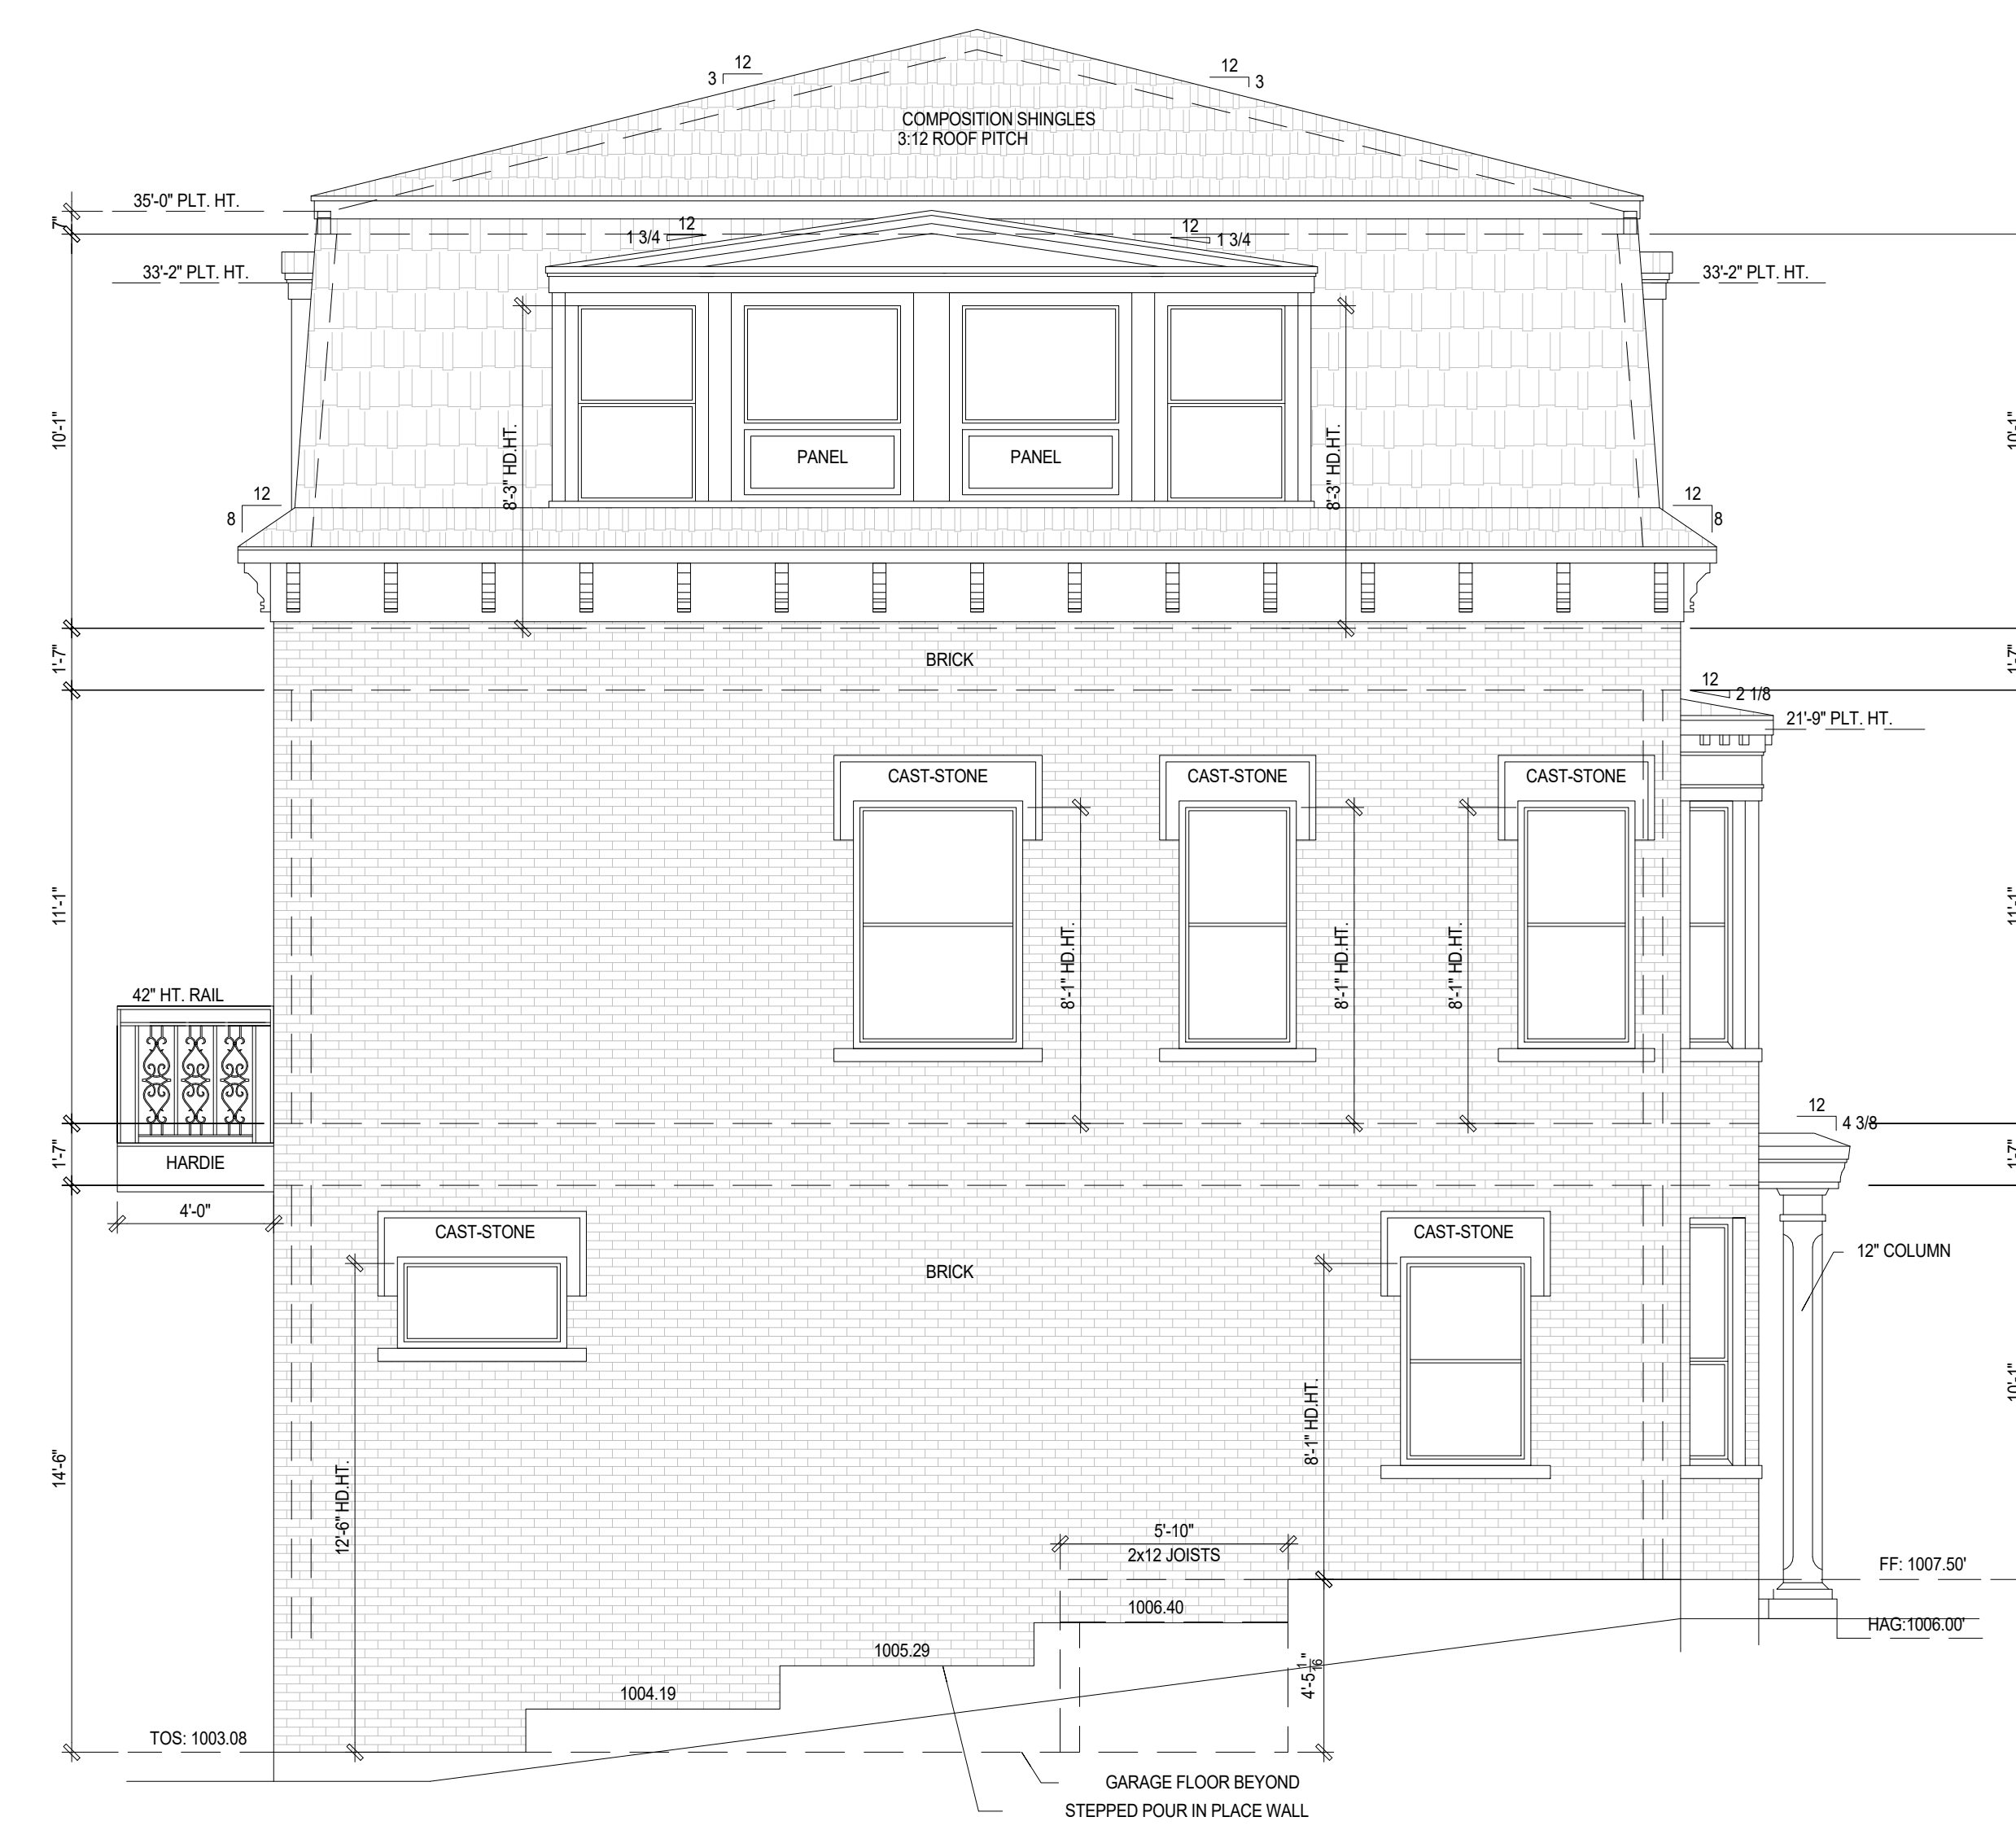 12
3
12
3
COMPOSITION SHINGLES
3:12 ROOF PITCH
35'-0" PLT. HT.
7"
12
1 3/4
12
1 3/4
33'-2" PLT. HT.
33'-2" PLT. HT.
10'-1"
8'-3" HD.HT.
PANEL
PANEL
8'-3" HD.HT.
10'-1"
12
8
12
8
1'-7"
BRICK
1'-7"
12
2 1/8
21'-9" PLT. HT.
CAST-STONE
CAST-STONE
CAST-STONE
11'-1"
8'-1" HD.HT.
8'-1" HD.HT.
8'-1" HD.HT.
11'-1"
42" HT. RAIL
12
4 3/8
1'-7"
HARDIE
1'-7"
4'-0"
CAST-STONE
CAST-STONE
BRICK
12" COLUMN
10'-1"
8'-1" HD.HT.
14'-6"
12'-6" HD.HT.
5'-10"
2x12 JOISTS
FF: 1007.50'
1006.40
HAG:1006.00'
1005.29
4'-5 1/16"
1004.19
TOS: 1003.08
GARAGE FLOOR BEYOND
STEPPED POUR IN PLACE WALL